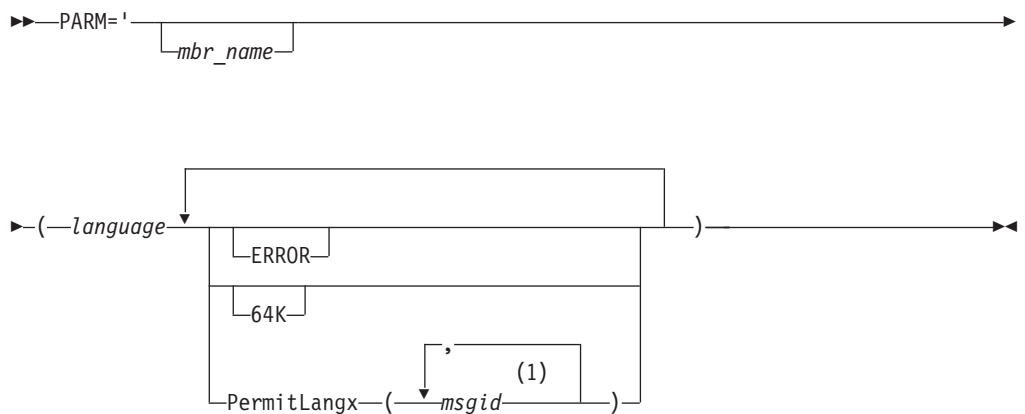 PARM='
mbr_name
( language )
ERROR
64K
,
(1)
PermitLangx ( msgid )